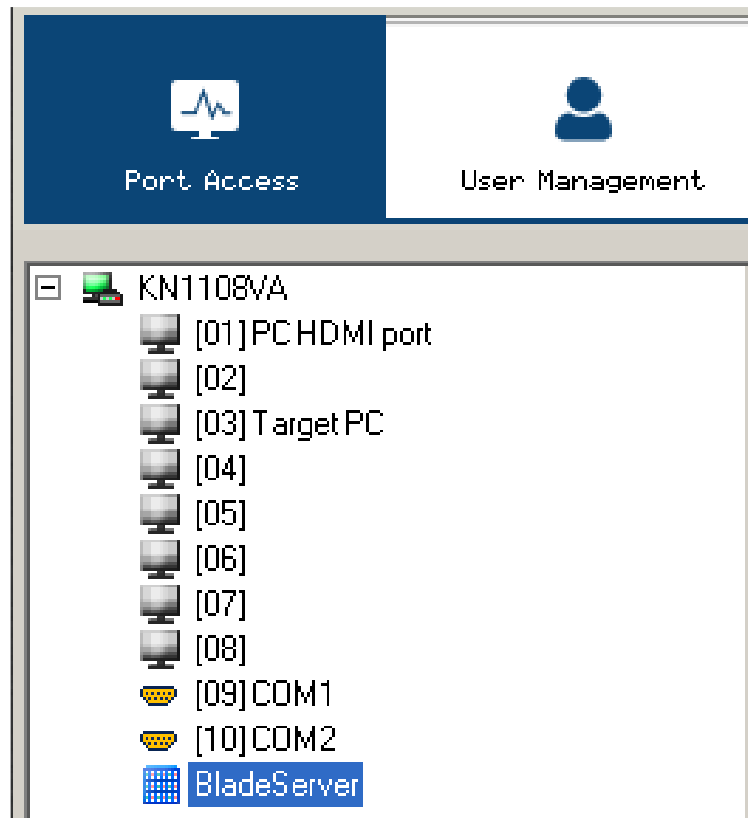 Port Access
User Management
KN1108VA
[01] PC HDMI port
[02]
[03] Target PC
[04]
[05]
[06]
[07]
[08]
[09] COM1
[10] COM2
BladeServer